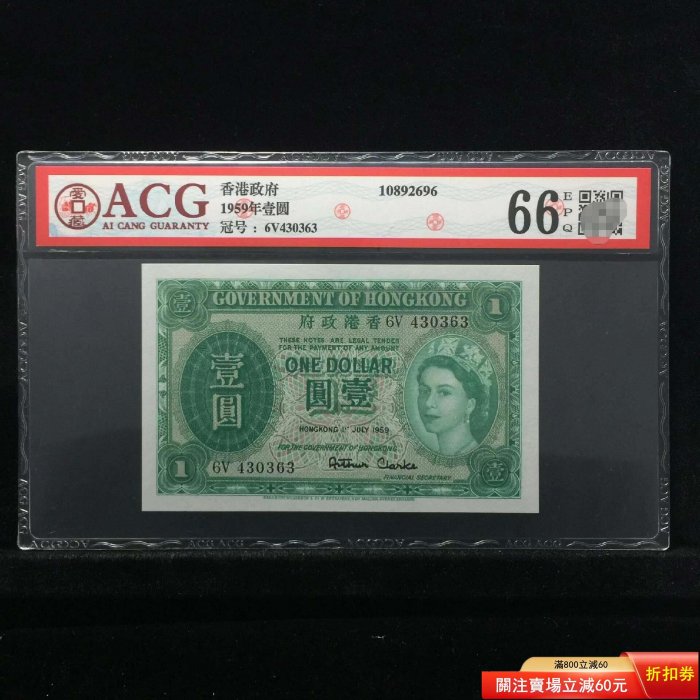 愛藏
ACG
AI CANG GUARANTY
香港政府
1959年壹圆
冠号：6V430363
10892696
66
E
P
Q
壹
GOVERNMENT OF HONGKONG
1
府政港香
6V 430363
THESE NOTES ARE LEGAL TENDER
FOR THE PAYMENT OF ANY AMOUNT
ONE DOLLAR
壹圓
圓壹
HONGKONG 1ST JULY 1959
FOR THE GOVERNMENT OF HONGKONG
Arthur Clarke
FINANCIAL SECRETARY
1
6V 430363
壹
滿800立減60
關注賣場立減60元
折扣券